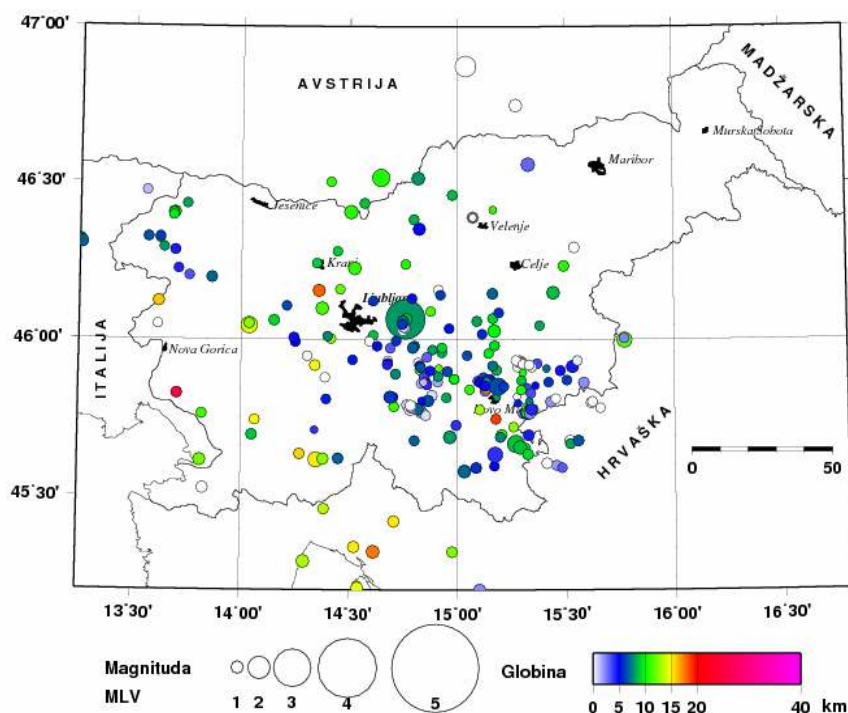 47°00'
AVSTRIJA
MADŽARSKA
Murska Sobota
Maribor
46°30'
Jesenice
Velenje
Kranj
Celje
Ljubljana
46°00'
Nova Gorica
ITALIJA
Novo
HRVAŠKA
0 50
45°30'
13°30' 14°00' 14°30' 15°00' 15°30' 16°00' 16°30'
Magnituda
MLV
1 2 3 4 5
Globina
0 5 10 15 20 40 km